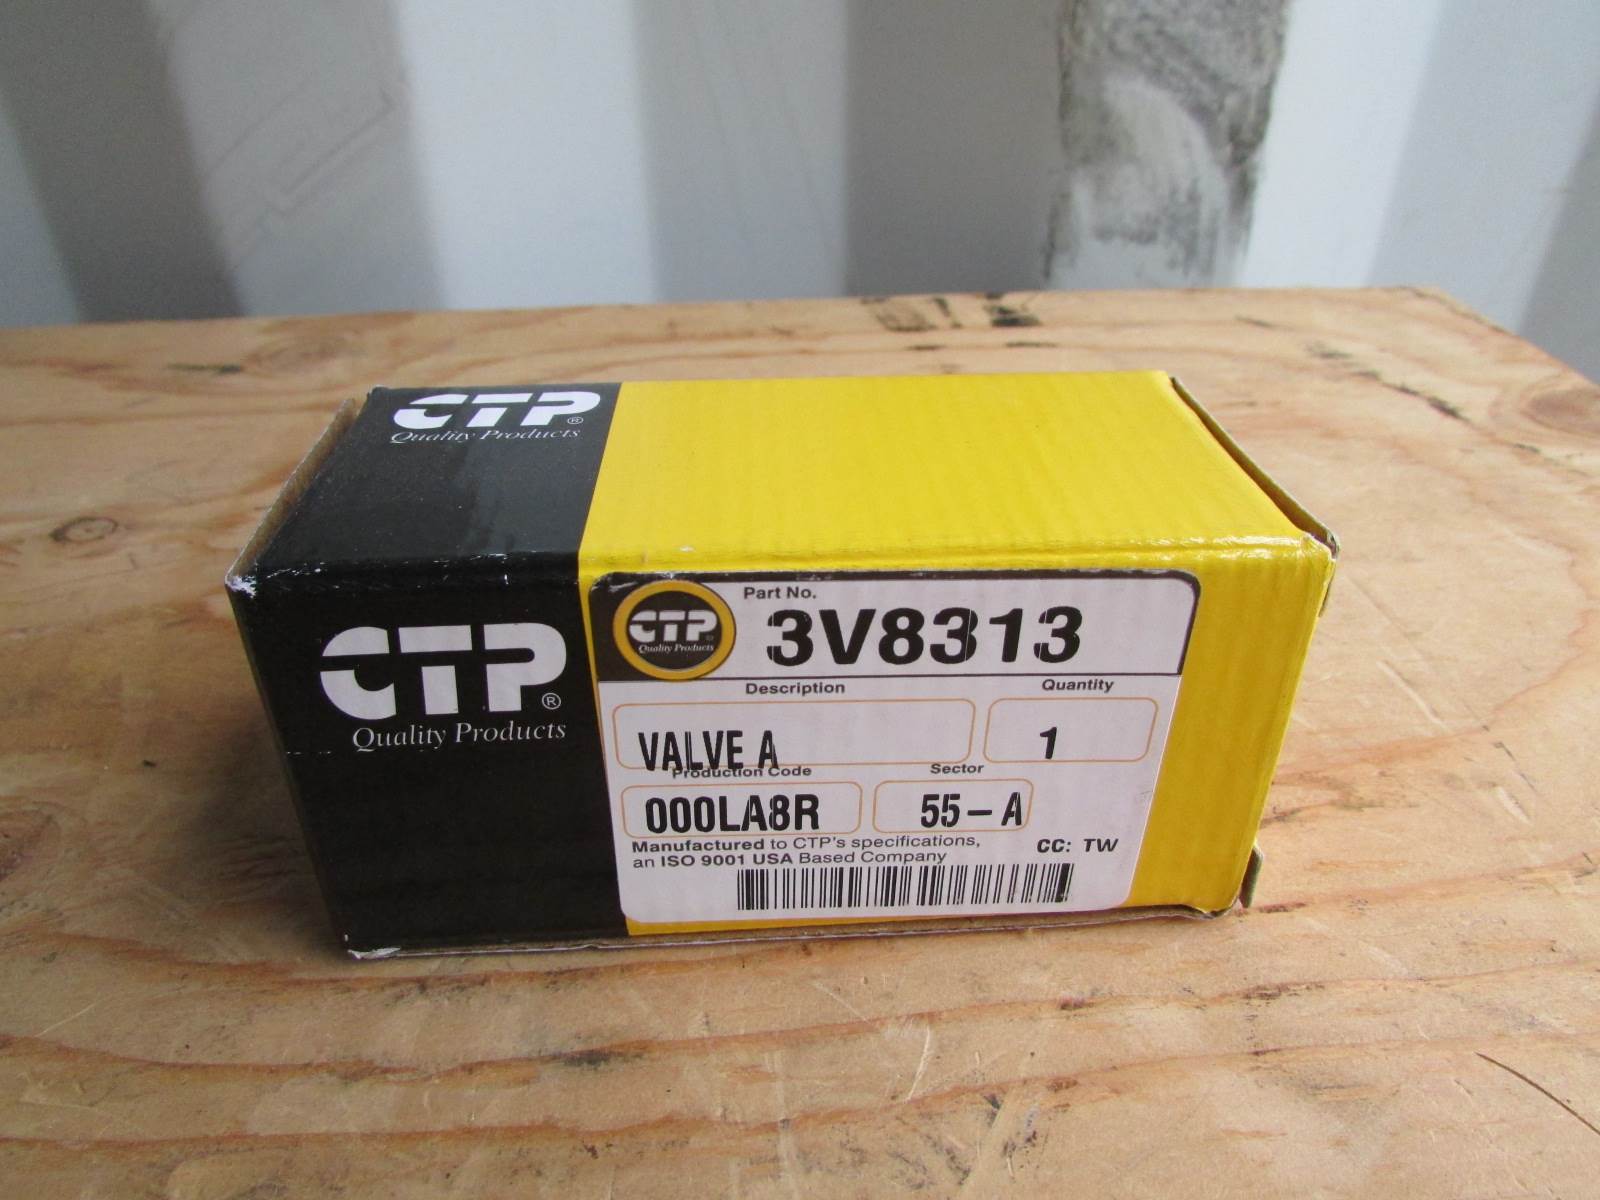 CTP®
Quality Products
CTP®
Quality Products
CTP
Quality Products
Part No.
3V8313
Description
Quantity
VALVE A
1
Production Code
Sector
000LA8R
55-A
Manufactured to CTP's specifications,
an ISO 9001 USA Based Company
CC: TW